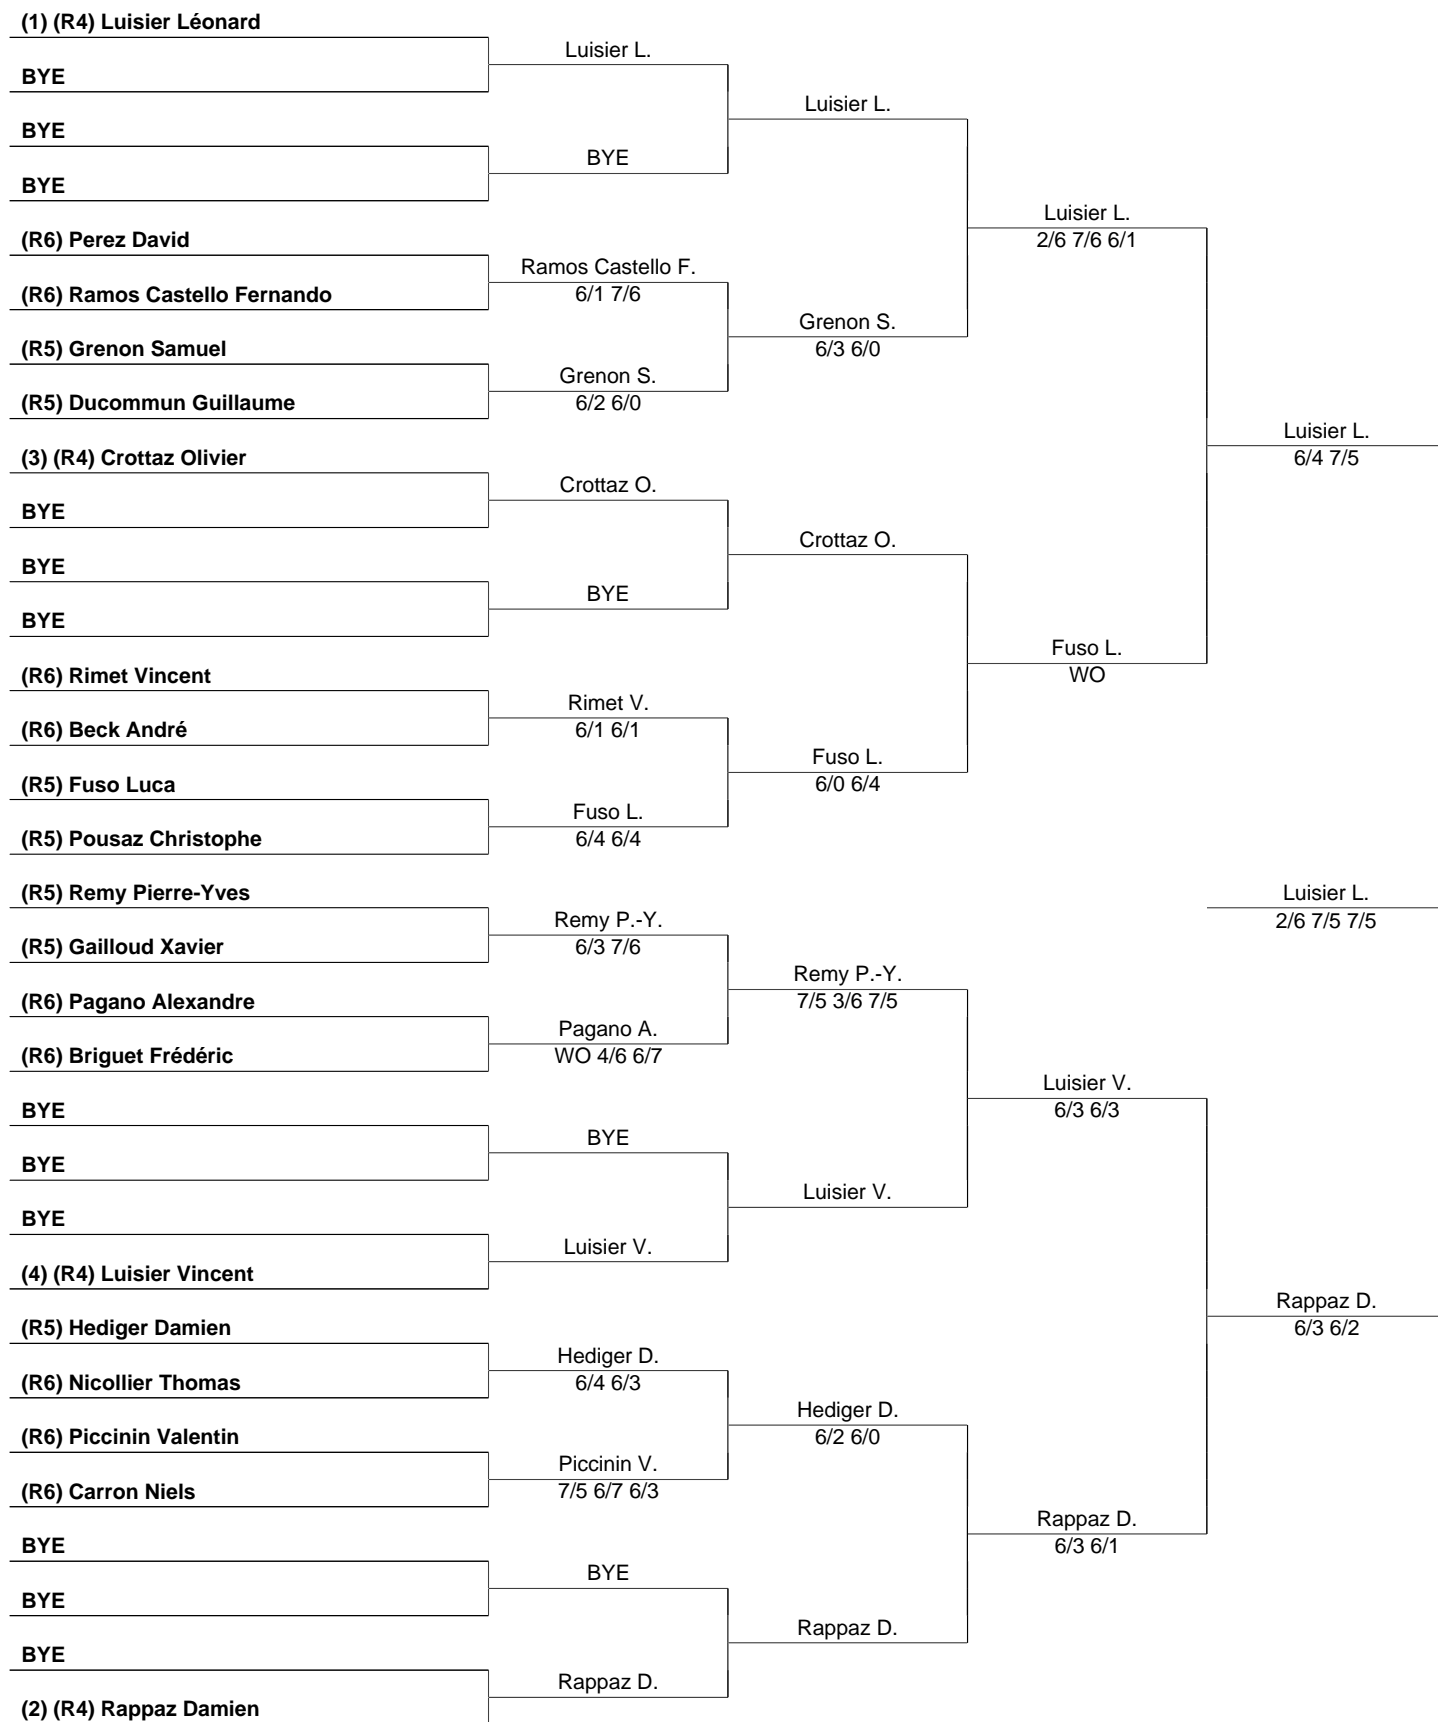 (1) (R4) Luisier Léonard
BYE
BYE
BYE
(R6) Perez David
(R6) Ramos Castello Fernando
(R5) Grenon Samuel
(R5) Ducommun Guillaume
(3) (R4) Crottaz Olivier
BYE
BYE
BYE
(R6) Rimet Vincent
(R6) Beck André
(R5) Fuso Luca
(R5) Pousaz Christophe
(R5) Remy Pierre-Yves
(R5) Gailloud Xavier
(R6) Pagano Alexandre
(R6) Briguet Frédéric
BYE
BYE
BYE
(4) (R4) Luisier Vincent
(R5) Hediger Damien
(R6) Nicollier Thomas
(R6) Piccinin Valentin
(R6) Carron Niels
BYE
BYE
BYE
(2) (R4) Rappaz Damien
Luisier L.
BYE
Ramos Castello F.
6/1 7/6
Grenon S.
6/2 6/0
Crottaz O.
BYE
Rimet V.
6/1 6/1
Fuso L.
6/4 6/4
Remy P.-Y.
6/3 7/6
Pagano A.
WO 4/6 6/7
BYE
Luisier V.
Hediger D.
6/4 6/3
Piccinin V.
7/5 6/7 6/3
BYE
Rappaz D.
Luisier L.
Grenon S.
6/3 6/0
Crottaz O.
Fuso L.
6/0 6/4
Remy P.-Y.
7/5 3/6 7/5
Luisier V.
Hediger D.
6/2 6/0
Rappaz D.
Luisier L.
2/6 7/6 6/1
Fuso L.
WO
Luisier V.
6/3 6/3
Rappaz D.
6/3 6/1
Luisier L.
6/4 7/5
Luisier L.
2/6 7/5 7/5
Rappaz D.
6/3 6/2